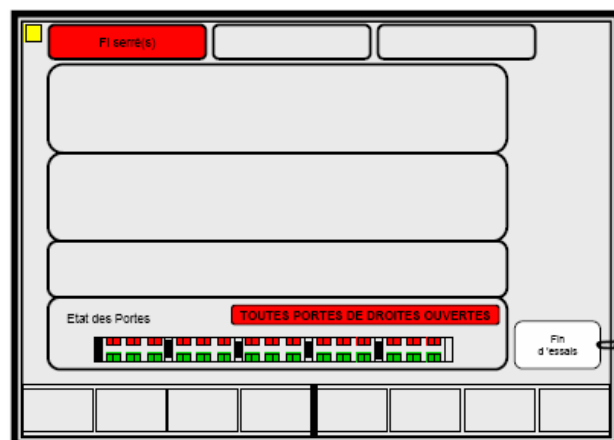 FI serré(s)
Etat des Portes
TOUTES PORTES DE DROITES OUVERTES
Fin
d 'essais